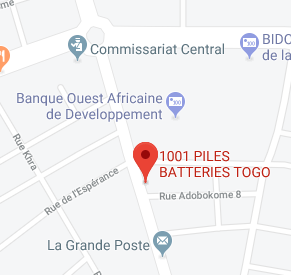 Commissariat Central
BIDC
de la
Banque Ouest Africaine
de Developpement
Rue Khra
1001 PILES
BATTERIES TOGO
Rue de l'Espérance
Rue Adobokome 8
La Grande Poste